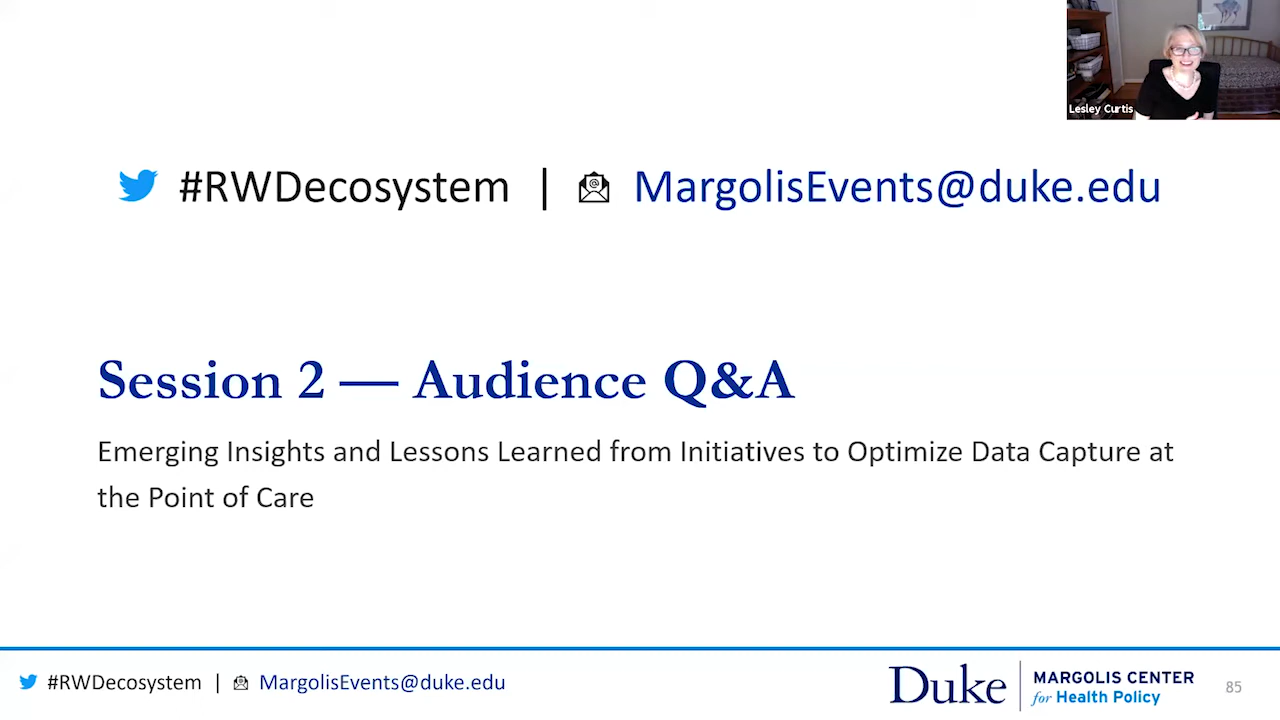 Lesley Curtis
#RWDecosystem | MargolisEvents@duke.edu
Session 2 — Audience Q&A
Emerging Insights and Lessons Learned from Initiatives to Optimize Data Capture at
the Point of Care
#RWDecosystem | MargolisEvents@duke.edu
Duke | MARGOLIS CENTER
for Health Policy
85